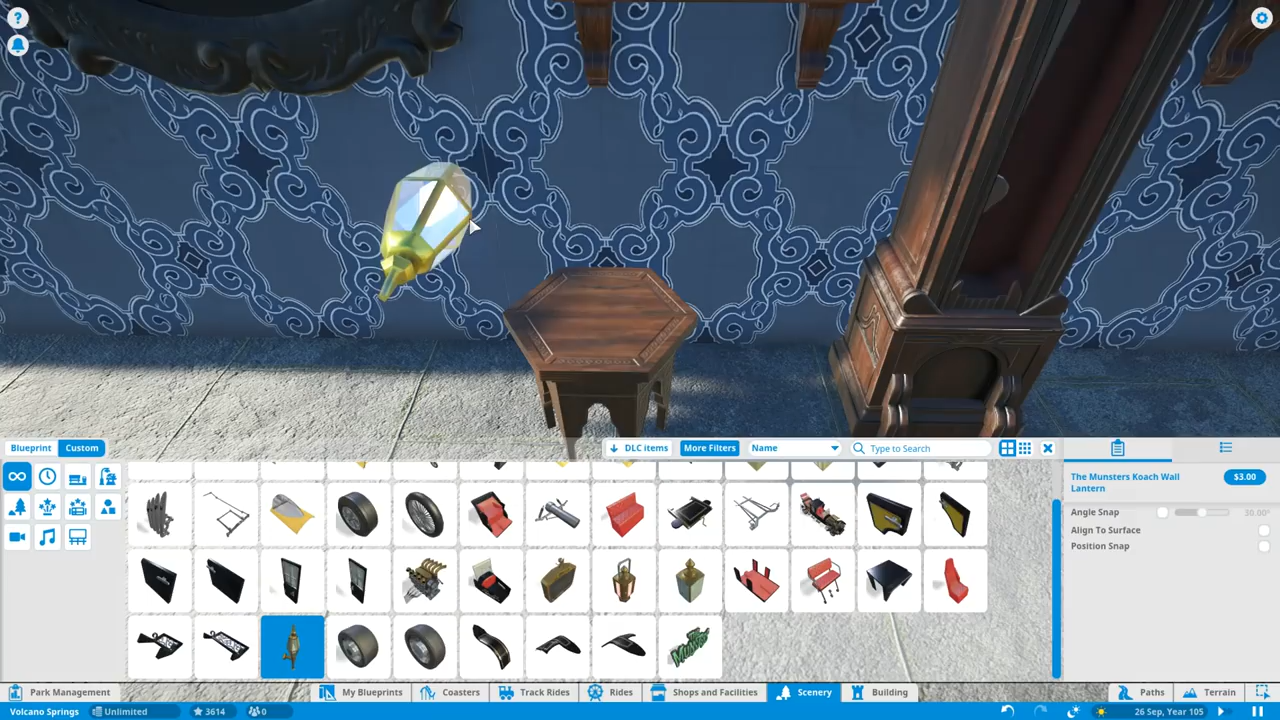 ?
Blueprint Custom DLC items More Filters Name Type to Search
The Munsters Koach Wall
Lantern
$3.00
Angle Snap 30.00°
Align To Surface
Position Snap
Park Management My Blueprints Coasters Track Rides Rides Shops and Facilities Scenery Building Paths Terrain
Volcano Springs Unlimited 3614 0 26 Sep, Year 105